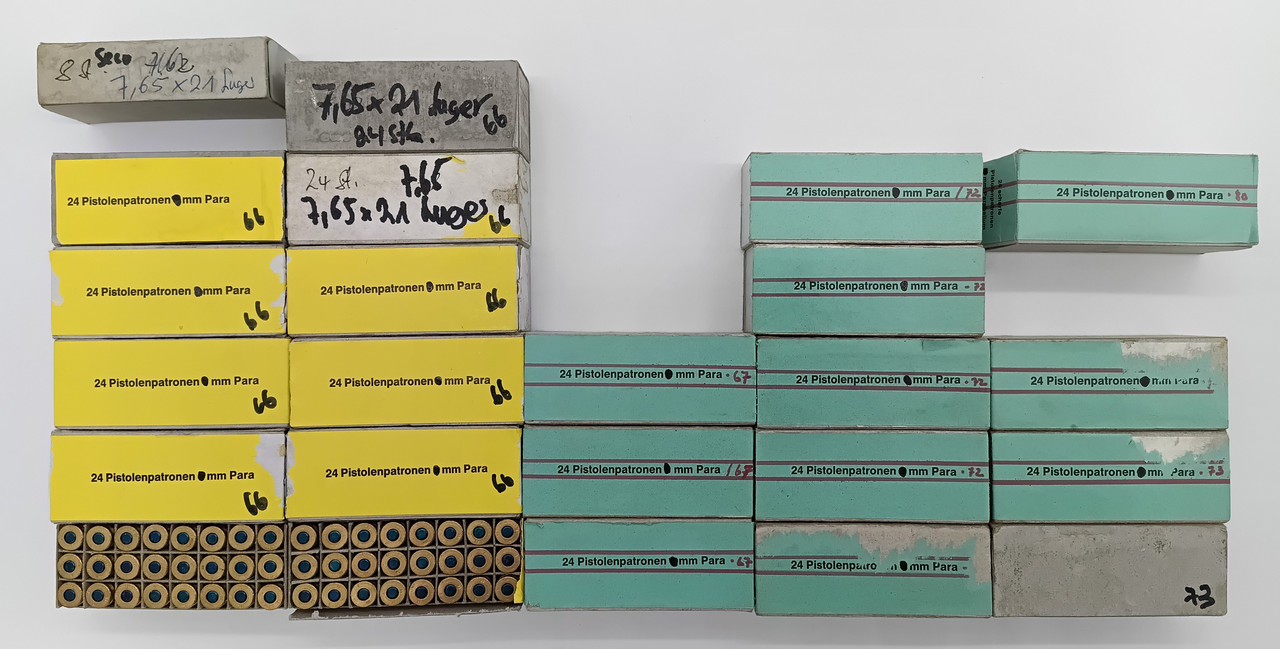 Seco 7,62
7,65 x 21 Luger
7,65 x 21 Luger
24 Stk. 66
24 Pistolenpatronen mm Para
66
24 St. 7,65
7,65 x 21 Luger 66
24 Pistolenpatronen mm Para / 72
24 Pistolenpatronen mm Para • 80
24 Pistolenpatronen mm Para
66
24 Pistolenpatronen mm Para
66
24 Pistolenpatronen mm Para - 72
24 Pistolenpatronen mm Para
66
24 Pistolenpatronen mm Para
66
24 Pistolenpatronen mm Para • 67
24 Pistolenpatronen mm Para • 72
24 Pistolenpatronen mm Para
24 Pistolenpatronen mm Para
66
24 Pistolenpatronen mm Para
66
24 Pistolenpatronen mm Para / 67
24 Pistolenpatronen mm Para • 72
24 Pistolenpatronen mm Para • 73
24 Pistolenpatronen mm Para • 67
24 Pistolenpatro n mm Para -
73